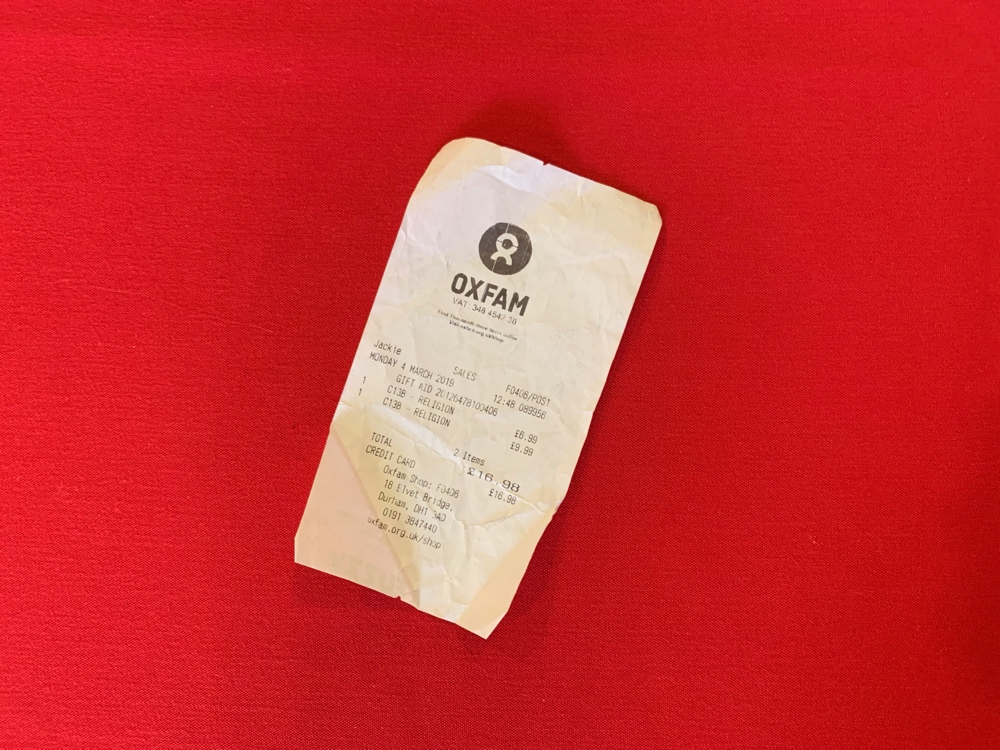 OXFAM
VAT: 348 4542 38
Jackie
SALES F0406/POS1
MONDAY 4 MARCH 2019 12:48 089956
GIFT AID 20126478100406
1 C13B - RELIGION £6.99
1 C13B - RELIGION £9.99
2 Items
TOTAL £16.98
CREDIT CARD £16.98
Oxfam Shop: F0406
18 Elvet Bridge,
Durham, DH1 3AD
0191 3847440
oxfam.org.uk/shop